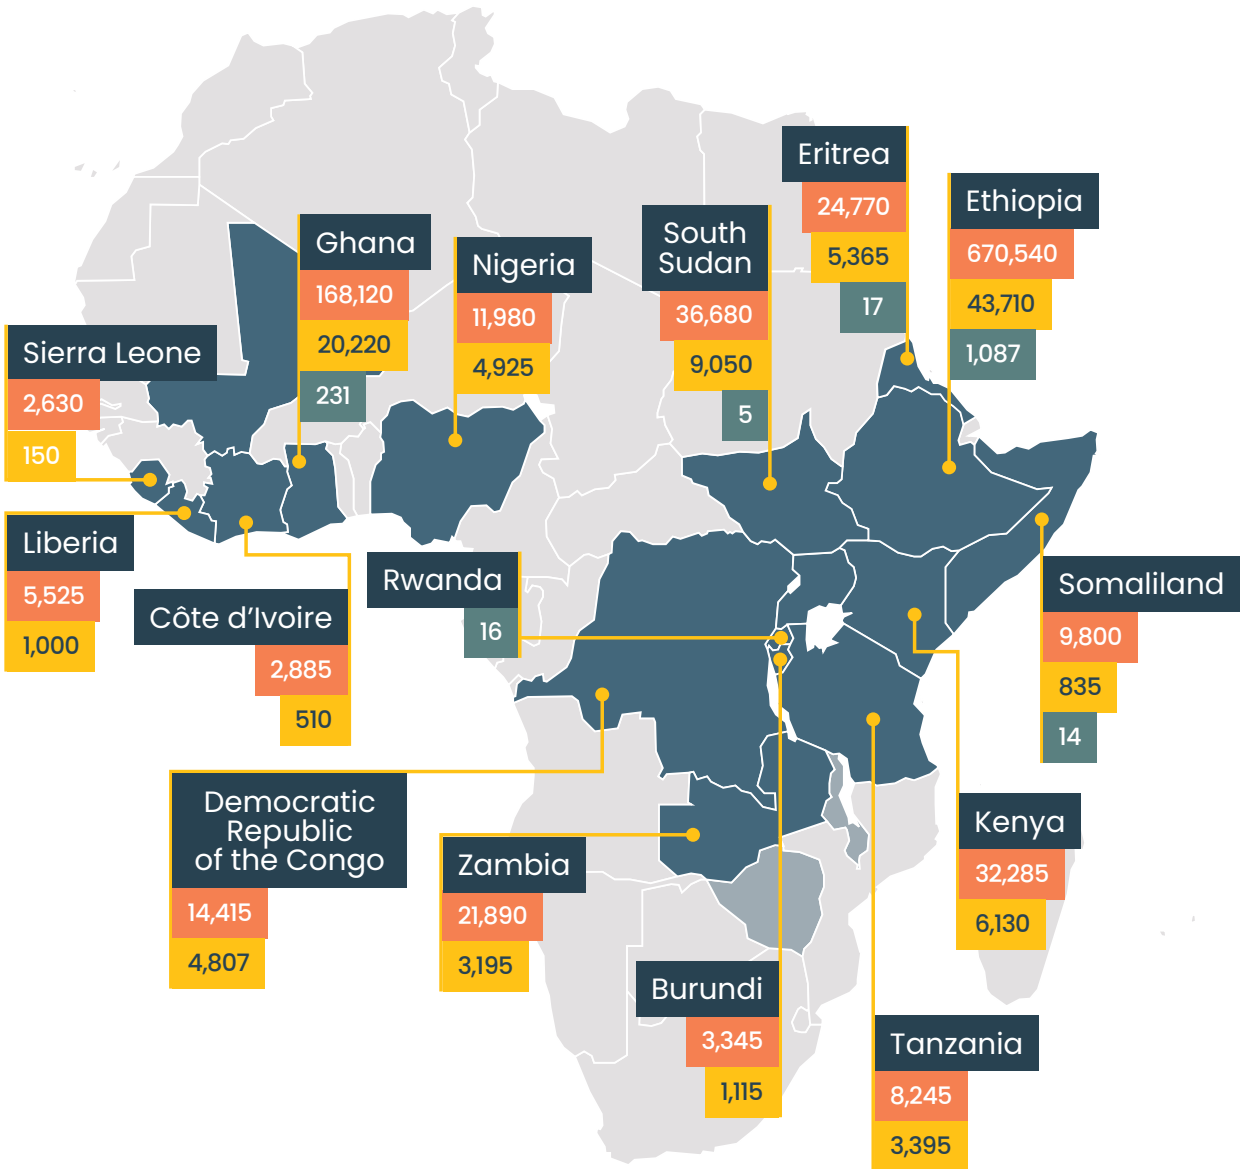 Eritrea
24,770
5,365
17
Ethiopia
670,540
43,710
1,087
South
Sudan
36,680
9,050
5
Ghana
168,120
20,220
231
Nigeria
11,980
4,925
Sierra Leone
2,630
150
Liberia
5,525
1,000
Côte d’Ivoire
2,885
510
Rwanda
16
Somaliland
9,800
835
14
Democratic
Republic
of the Congo
14,415
4,807
Zambia
21,890
3,195
Kenya
32,285
6,130
Burundi
3,345
1,115
Tanzania
8,245
3,395